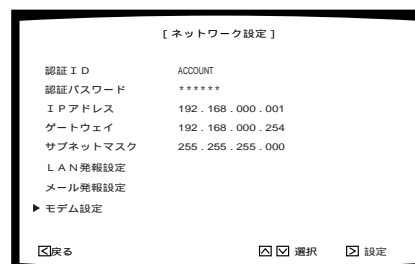 [ ネットワーク設定 ]
認証ＩＤ ACCOUNT
認証パスワード ******
ＩＰアドレス 192 . 168 . 000 . 001
ゲートウェイ 192 . 168 . 000 . 254
サブネットマスク 255 . 255 . 255 . 000
ＬＡＮ発報設定
メール発報設定
▶ モデム設定
戻る 選択 設定